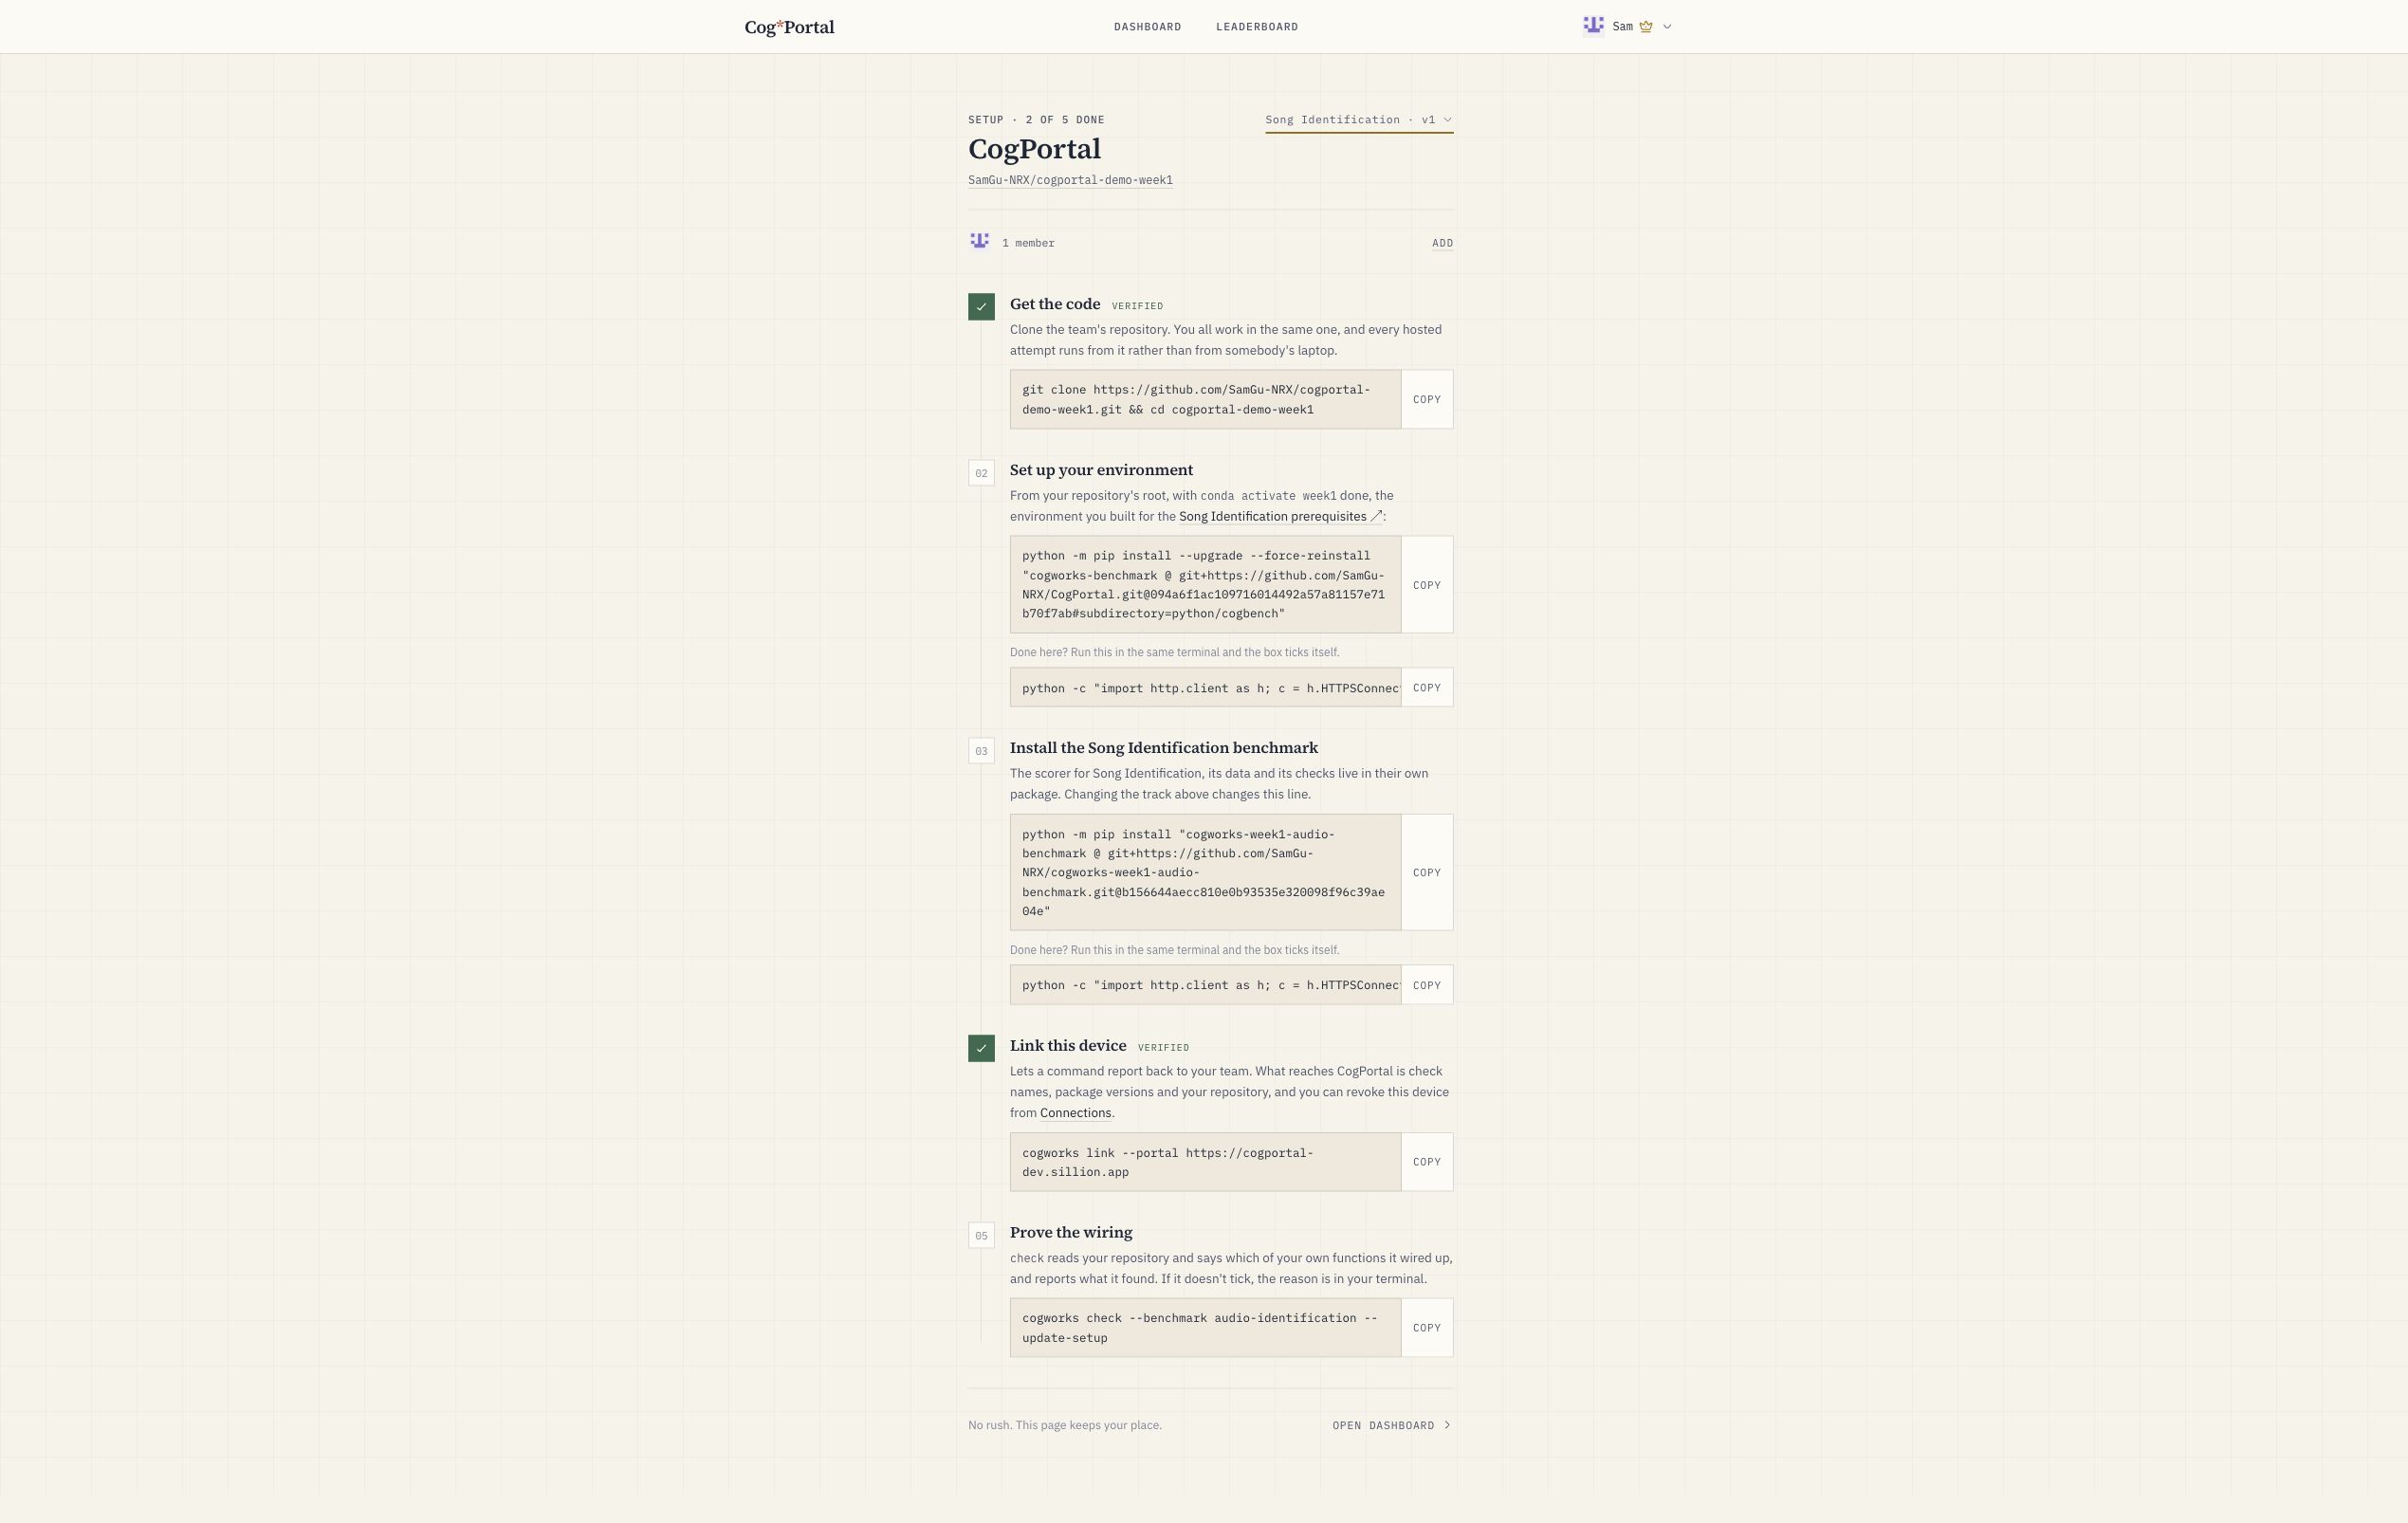 Cog*Portal
DASHBOARD
LEADERBOARD
Sam
SETUP · 2 OF 5 DONE
Song Identification · v1
CogPortal
SamGu-NRX/cogportal-demo-week1
1 member
ADD
Get the code VERIFIED
Clone the team's repository. You all work in the same one, and every hosted
attempt runs from it rather than from somebody's laptop.
git clone https://github.com/SamGu-NRX/cogportal-
demo-week1.git && cd cogportal-demo-week1
COPY
02
Set up your environment
From your repository's root, with conda activate week1 done, the
environment you built for the Song Identification prerequisites ↗:
python -m pip install --upgrade --force-reinstall
"cogworks-benchmark @ git+https://github.com/SamGu-
NRX/CogPortal.git@094a6f1ac109716014492a57a81157e71
b70f7ab#subdirectory=python/cogbench"
COPY
Done here? Run this in the same terminal and the box ticks itself.
python -c "import http.client as h; c = h.HTTPSConnect
COPY
03
Install the Song Identification benchmark
The scorer for Song Identification, its data and its checks live in their own
package. Changing the track above changes this line.
python -m pip install "cogworks-week1-audio-
benchmark @ git+https://github.com/SamGu-
NRX/cogworks-week1-audio-
benchmark.git@b156644aecc810e0b93535e320098f96c39ae
04e"
COPY
Done here? Run this in the same terminal and the box ticks itself.
python -c "import http.client as h; c = h.HTTPSConnect
COPY
Link this device VERIFIED
Lets a command report back to your team. What reaches CogPortal is check
names, package versions and your repository, and you can revoke this device
from Connections.
cogworks link --portal https://cogportal-
dev.sillion.app
COPY
05
Prove the wiring
check reads your repository and says which of your own functions it wired up,
and reports what it found. If it doesn't tick, the reason is in your terminal.
cogworks check --benchmark audio-identification --
update-setup
COPY
No rush. This page keeps your place.
OPEN DASHBOARD